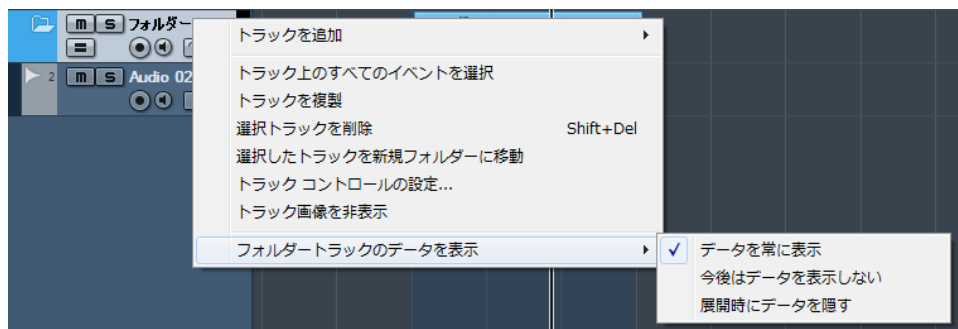 m S フォルダー
トラックを追加
トラック上のすべてのイベントを選択
2 m S Audio 02
トラックを複製
選択トラックを削除 Shift+Del
選択したトラックを新規フォルダーに移動
トラック コントロールの設定...
トラック画像を非表示
フォルダートラックのデータを表示
データを常に表示
今後はデータを表示しない
展開時にデータを隠す